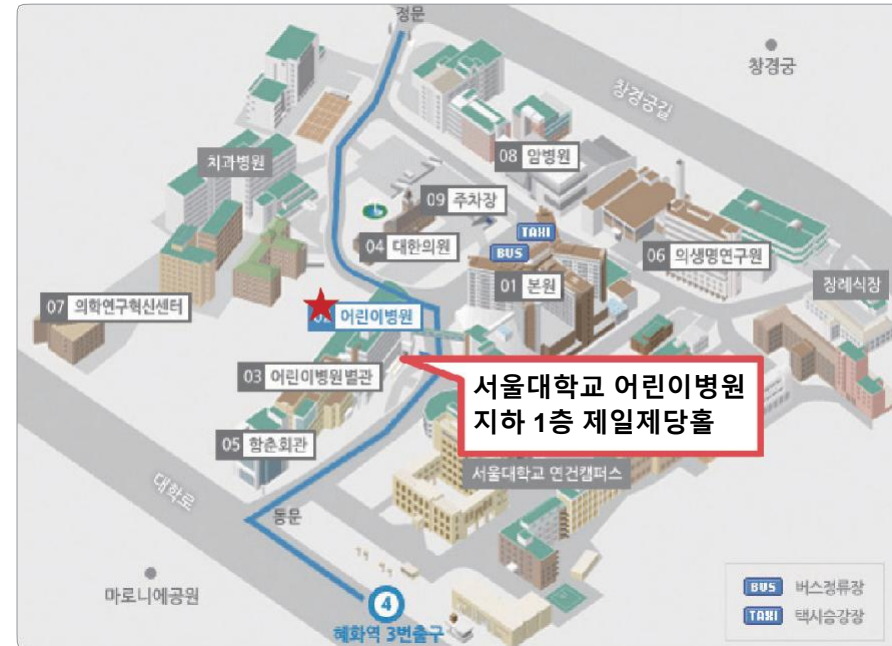 정문
창경궁
창경궁길
08 암병원
치과병원
09 주차장
TAXI
04 대한의원
BUS
06 의생명연구원
01 본원
장례식장
07 의학연구혁신센터
어린이병원
03 어린이병원별관
서울대학교 어린이병원
지하 1층 제일제당홀
05 함춘회관
서울대학교 연건캠퍼스
대학로
동문
마로니에공원
4
혜화역 3번출구
BUS 버스정류장
TAXI 택시승강장